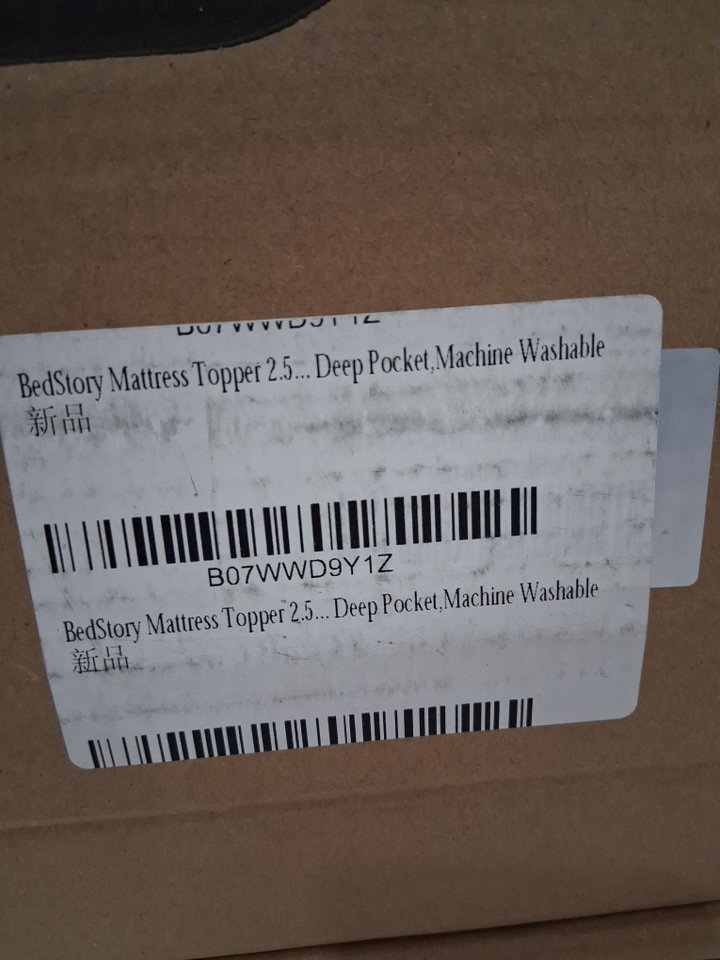 B07WWD9Y1Z
BedStory Mattress Topper 2.5... Deep Pocket,Machine Washable
新品
B07WWD9Y1Z
BedStory Mattress Topper 2.5... Deep Pocket,Machine Washable
新品